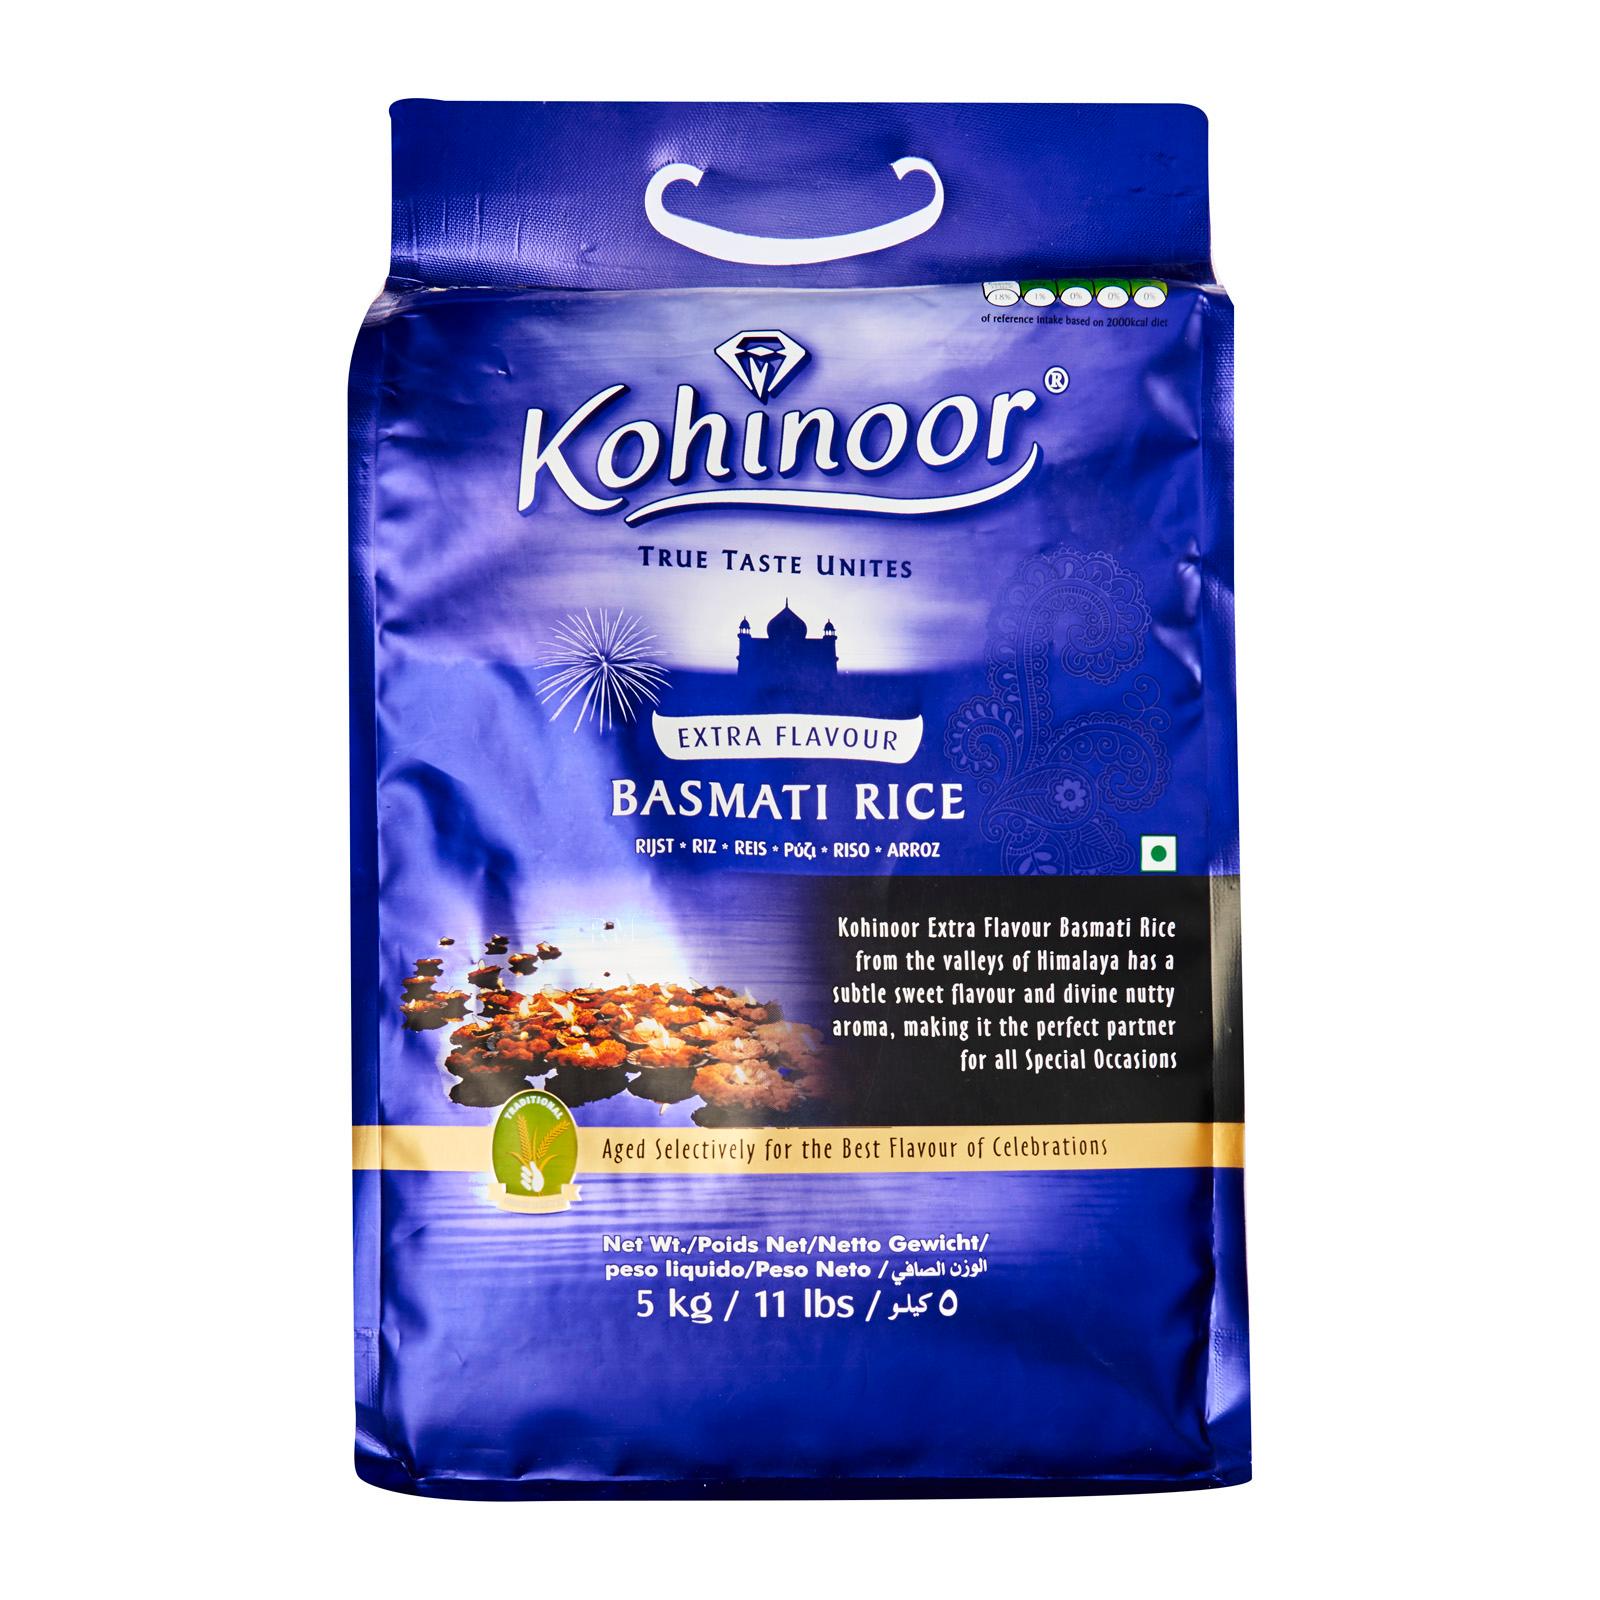 18% 1% 0% 0% 0%
of reference intake based on 2000kcal diet
Kohinoor®
TRUE TASTE UNITES
EXTRA FLAVOUR
BASMATI RICE
RIJST * RIZ * REIS * Ρύζι * RISO * ARROZ
Kohinoor Extra Flavour Basmati Rice
from the valleys of Himalaya has a
subtle sweet flavour and divine nutty
aroma, making it the perfect partner
for all Special Occasions
TRADITIONAL
Aged Selectively for the Best Flavour of Celebrations
Net Wt./Poids Net/Netto Gewicht/
peso liquido/Peso Neto / الوزن الصافي
5 kg / 11 lbs / ٥ كيلو